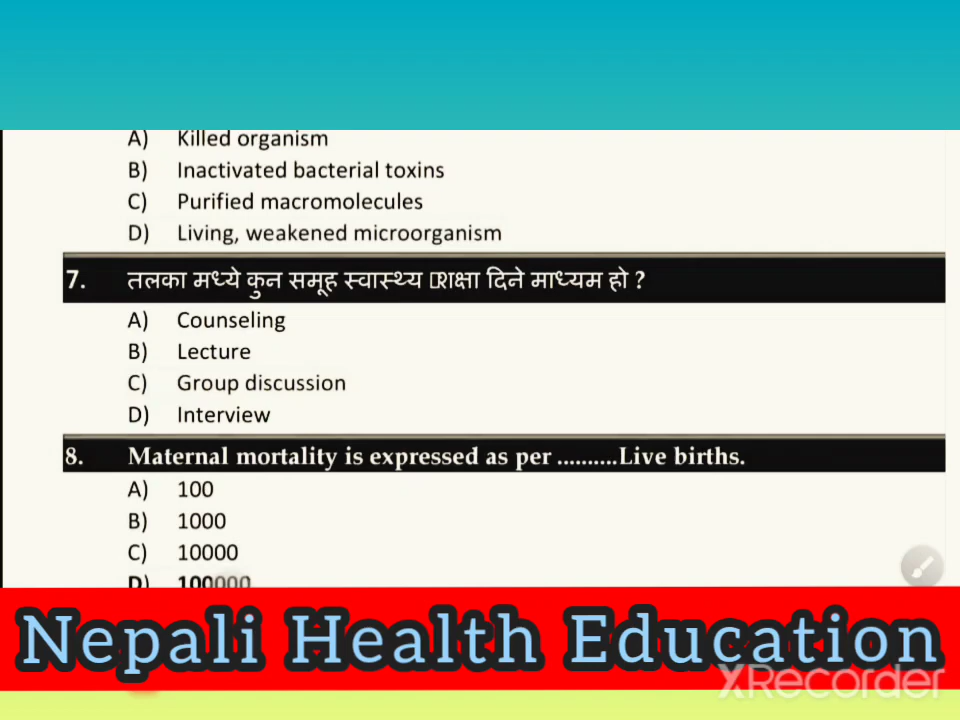 A) Killed organism
B) Inactivated bacterial toxins
C) Purified macromolecules
D) Living, weakened microorganism
7. तलका मध्ये कुन समूह स्वास्थ्य शिक्षा दिने माध्यम हो ?
A) Counseling
B) Lecture
C) Group discussion
D) Interview
8. Maternal mortality is expressed as per ..........Live births.
A) 100
B) 1000
C) 10000
D) 100000
Nepali Health Education
XRecorder